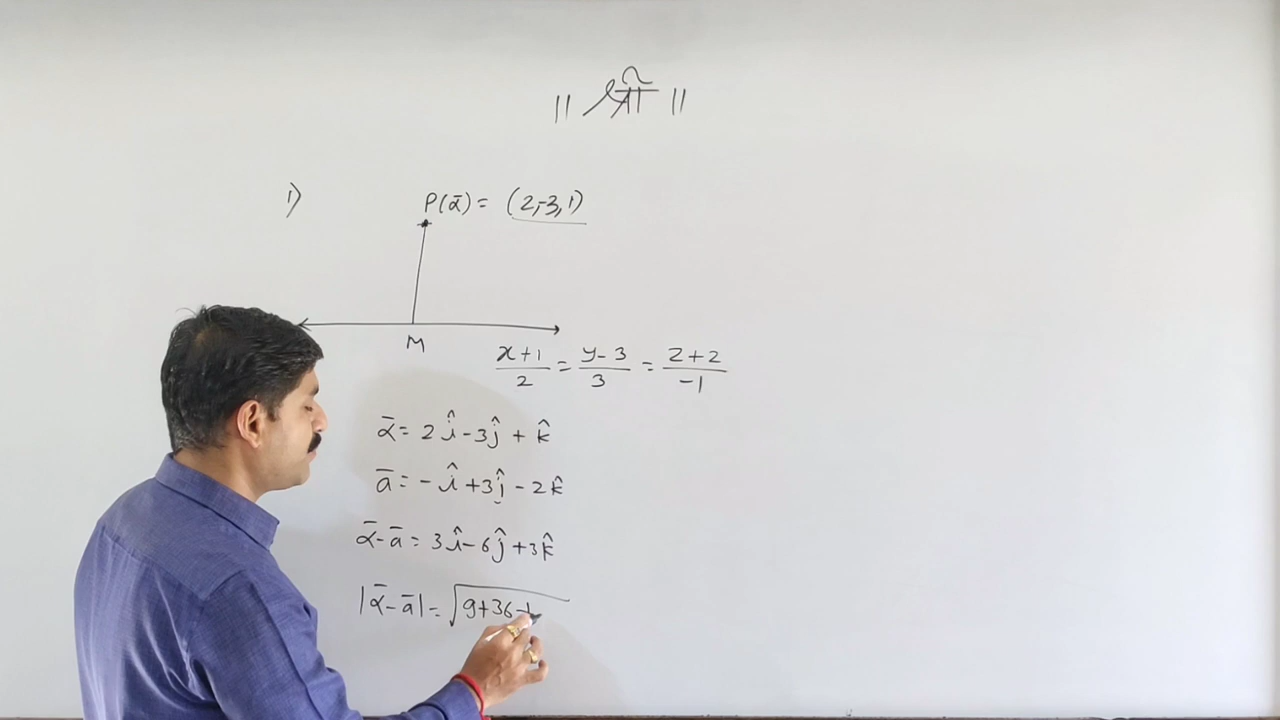 ॥ श्री ॥
1)
P(ᾱ) = (2,-3,1)
M
x+1/2 = y-3/3 = z+2/-1
ᾱ = 2î - 3ĵ + k̂
ā = -î + 3ĵ - 2k̂
ᾱ - ā = 3î - 6ĵ + 3k̂
|ᾱ - ā| = √9+36+